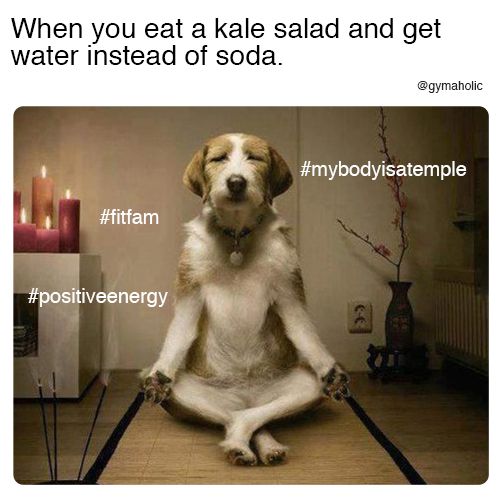 When you eat a kale salad and get
water instead of soda.
@gymaholic
#mybodyisatemple
#fitfam
#positiveenergy